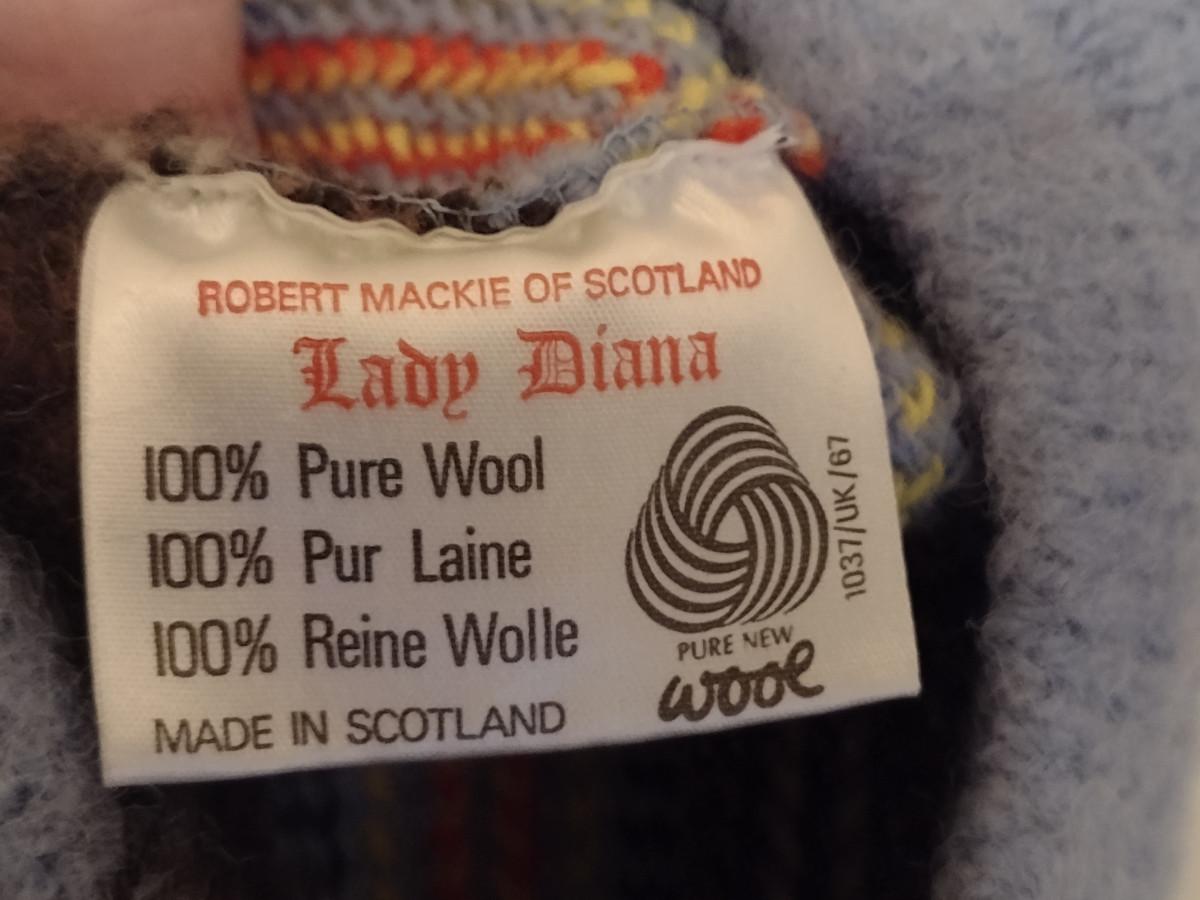 ROBERT MACKIE OF SCOTLAND
Lady Diana
100% Pure Wool
100% Pur Laine
100% Reine Wolle
MADE IN SCOTLAND
1037/UK/67
PURE NEW
wool